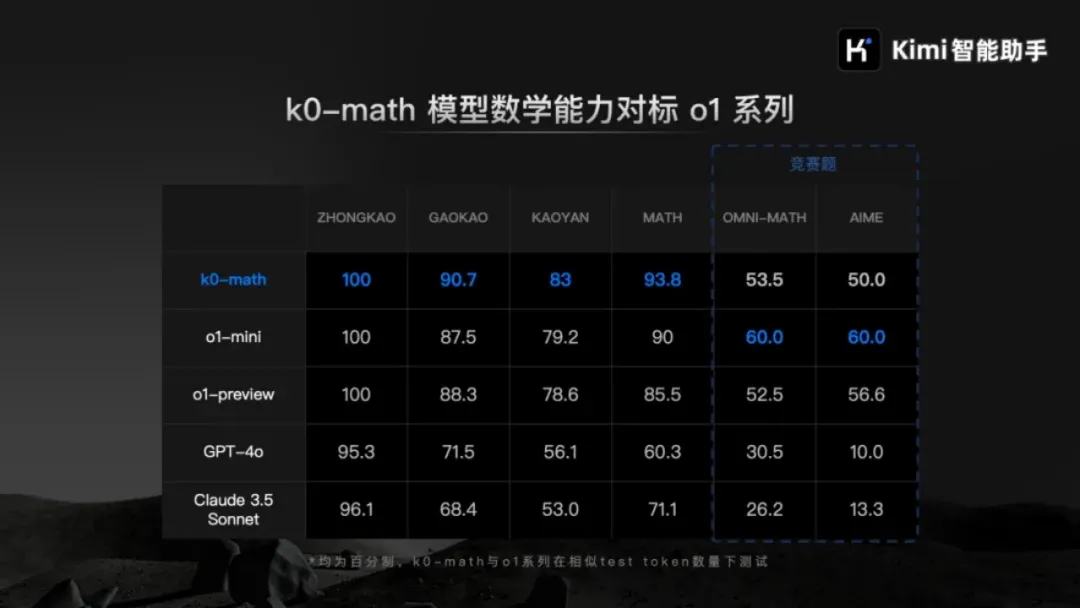 Kimi智能助手
k0-math 模型数学能力对标 o1 系列
竞赛题
ZHONGKAO GAOKAO KAOYAN MATH OMNI-MATH AIME
k0-math 100 90.7 83 93.8 53.5 50.0
o1-mini 100 87.5 79.2 90 60.0 60.0
o1-preview 100 88.3 78.6 85.5 52.5 56.6
GPT-4o 95.3 71.5 56.1 60.3 30.5 10.0
Claude 3.5
Sonnet 96.1 68.4 53.0 71.1 26.2 13.3
*均为百分制、k0-math与o1系列在相似test token数量下测试